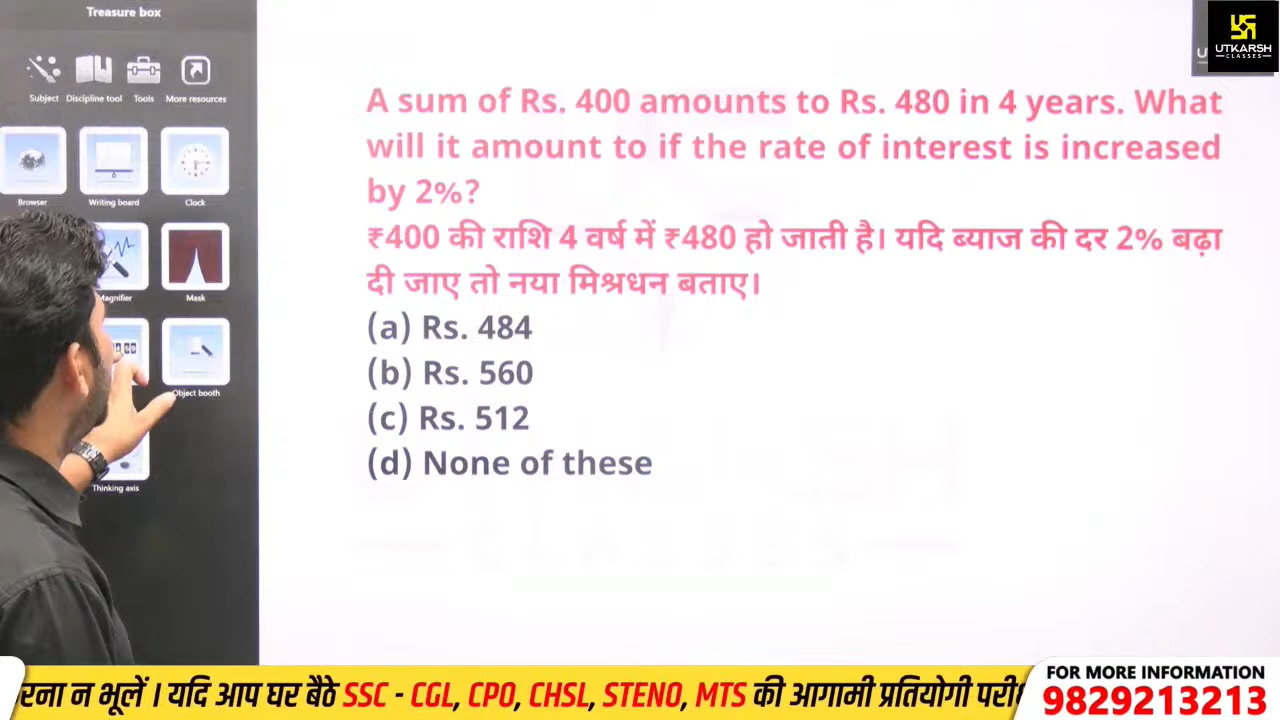 Treasure box
Subject
Discipline tool
Tools
More resources
UTKARSH
CLASSES
A sum of Rs. 400 amounts to Rs. 480 in 4 years. What
will it amount to if the rate of interest is increased
by 2%?
₹400 की राशि 4 वर्ष में ₹480 हो जाती है। यदि ब्याज की दर 2% बढ़ा
दी जाए तो नया मिश्रधन बताए।
(a) Rs. 484
(b) Rs. 560
(c) Rs. 512
(d) None of these
Browser
Writing board
Clock
Magnifier
Mask
Object booth
Thinking axis
CLASSES
रना न भूलें । यदि आप घर बैठे SSC - CGL, CPO, CHSL, STENO, MTS की आगामी प्रतियोगी
FOR MORE INFORMATION
9829213213